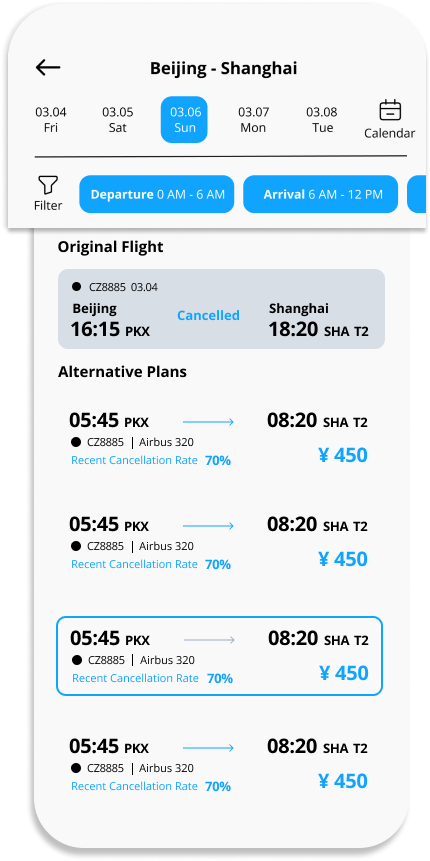 Beijing - Shanghai
03.04 03.05 03.06 03.07 03.08
Fri Sat Sun Mon Tue Calendar
Filter Departure 0 AM - 6 AM Arrival 6 AM - 12 PM
Original Flight
CZ8885 03.04
Beijing Cancelled Shanghai
16:15 PKX 18:20 SHA T2
Alternative Plans
05:45 PKX 08:20 SHA T2
CZ8885 | Airbus 320
Recent Cancellation Rate 70% ¥ 450
05:45 PKX 08:20 SHA T2
CZ8885 | Airbus 320
Recent Cancellation Rate 70% ¥ 450
05:45 PKX 08:20 SHA T2
CZ8885 | Airbus 320
Recent Cancellation Rate 70% ¥ 450
05:45 PKX 08:20 SHA T2
CZ8885 | Airbus 320
Recent Cancellation Rate 70% ¥ 450